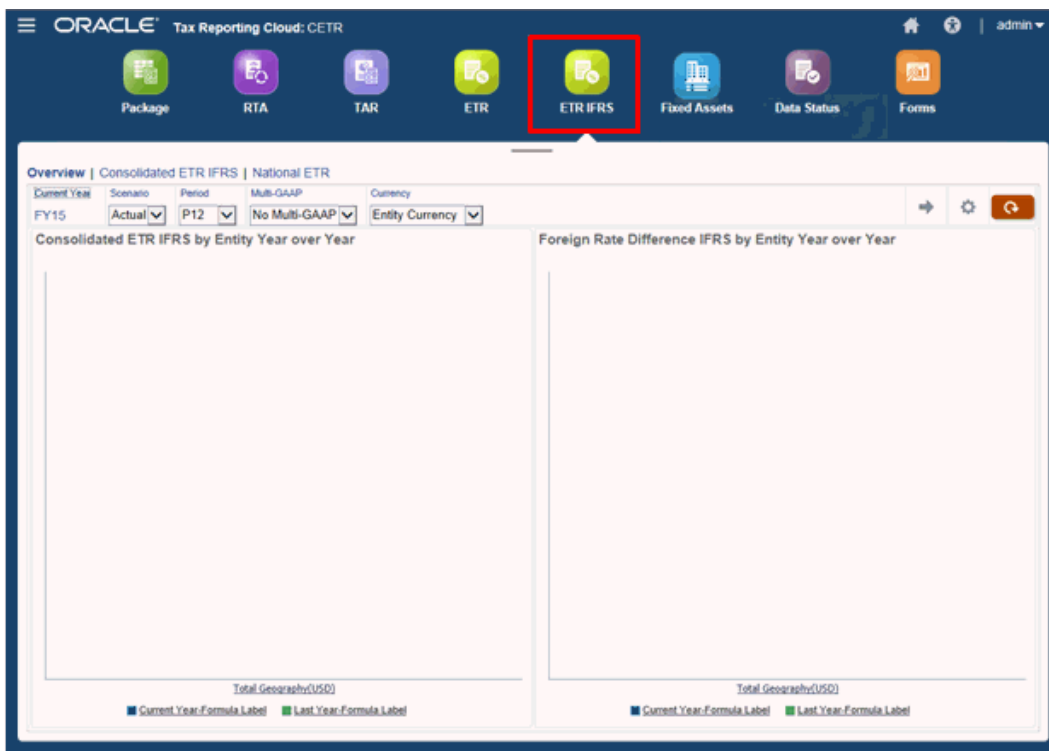 ORACLE® Tax Reporting Cloud: CETR admin
Package RTA TAR ETR ETR IFRS Fixed Assets Data Status Forms
Overview | Consolidated ETR IFRS | National ETR
Current Year Scenario Period Multi-GAAP Currency
FY15 Actual P12 No Multi-GAAP Entity Currency
Consolidated ETR IFRS by Entity Year over Year
Foreign Rate Difference IFRS by Entity Year over Year
Total Geography(USD)
Total Geography(USD)
Current Year-Formula Label Last Year-Formula Label
Current Year-Formula Label Last Year-Formula Label